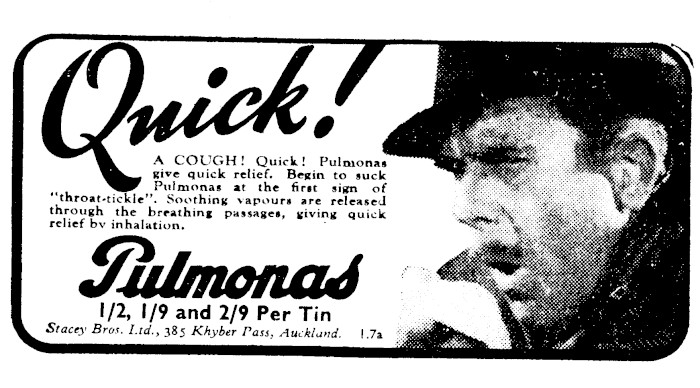 Quick!
A COUGH! Quick! Pulmonas
give quick relief. Begin to suck
Pulmonas at the first sign of
"throat-tickle". Soothing vapours are released
through the breathing passages, giving quick
relief by inhalation.
Pulmonas
1/2, 1/9 and 2/9 Per Tin
Stacey Bros. Ltd., 385 Khyber Pass, Auckland. 1.7a